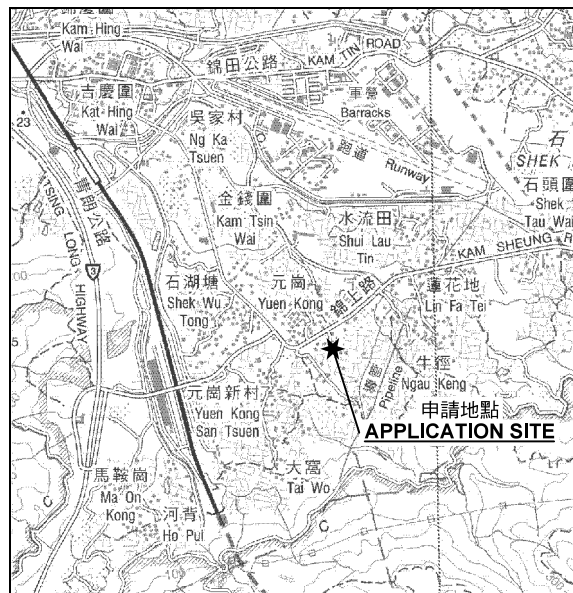 Kam Hing
Wai
錦田公路 KAM TIN ROAD
吉慶圍
Kat Hing
Wai
軍營
Barracks
吳家村
Ng Ka
Tsuen
23
跑道 Runway
石
SHEK
石頭圍
Shek
Tau Wai
青朗公路
TSING LONG HIGHWAY
3
金錢圍
Kam Tsin
Wai
水流田
Shui Lau
Tin
KAM SHEUNG
錦上路
石湖塘
Shek Wu
Tong
元崗
Yuen Kong
蓮花地
Lin Fa Tei
牛徑
Ngau Keng
Pipeline
元崗新村
Yuen Kong
San Tsuen
申請地點
APPLICATION SITE
馬鞍崗
Ma On
Kong
大窩
Tai Wo
河背
Ho Pui
C
C
100